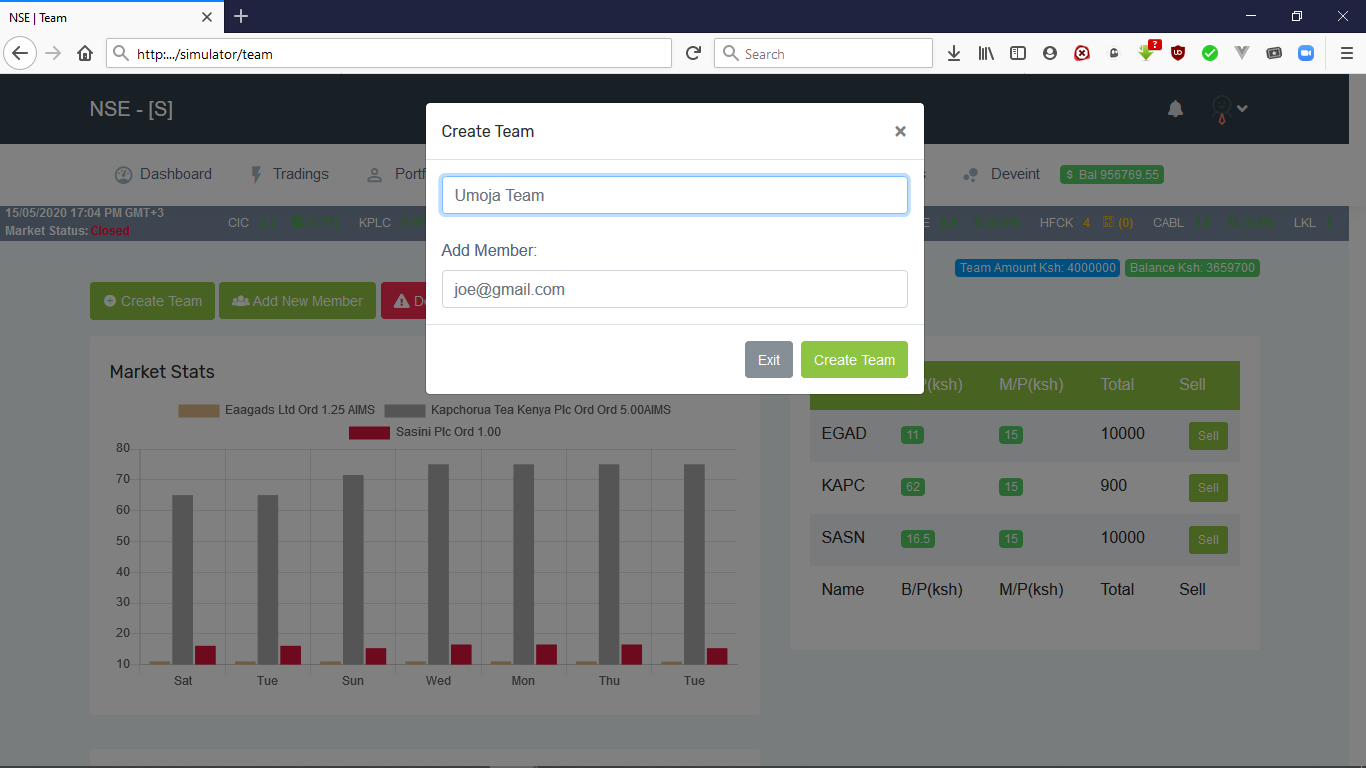 NSE | Team
http:.../simulator/team
Search
?
NSE - [S]
Create Team
×
Dashboard
Tradings
Deveint
$ Bal 956769.55
Umoja Team
15/05/2020 17:04 PM GMT+3
Market Status: Closed
CIC
KPLC
HFCK 4 (0)
CABL
LKL
Add Member:
Team Amount Ksh: 4000000
Balance Ksh: 3659700
joe@gmail.com
Create Team
Add New Member
Exit
Create Team
Market Stats
M/P(ksh)
Total
Sell
Eaagads Ltd Ord 1.25 AIMS
Kapchorua Tea Kenya Plc Ord Ord 5.00AIMS
Sasini Plc Ord 1.00
EGAD 11 15 10000 Sell
KAPC 62 15 900 Sell
SASN 16.5 15 10000 Sell
Name B/P(ksh) M/P(ksh) Total Sell
80
70
60
50
40
30
20
10
Sat Tue Sun Wed Mon Thu Tue